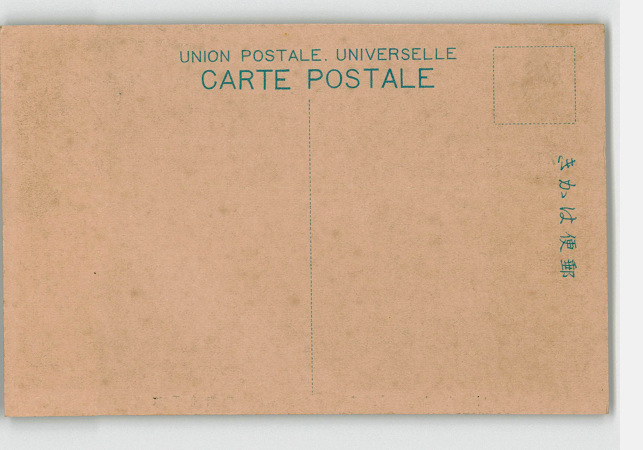 UNION POSTALE. UNIVERSELLE
CARTE POSTALE
きかは便郵